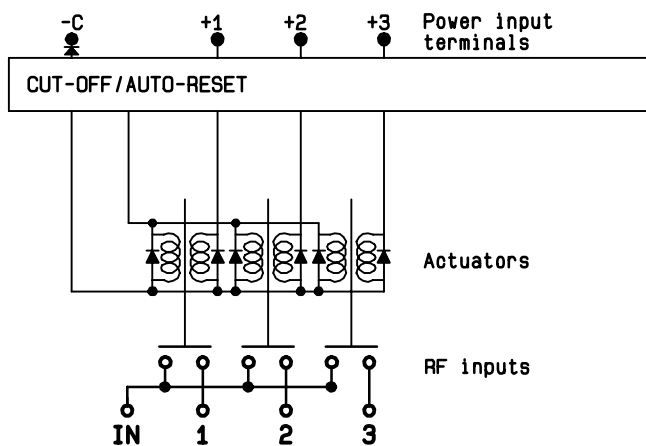 -C +1 +2 +3 Power input
terminals
CUT-OFF/AUTO-RESET
Actuators
RF inputs
IN 1 2 3